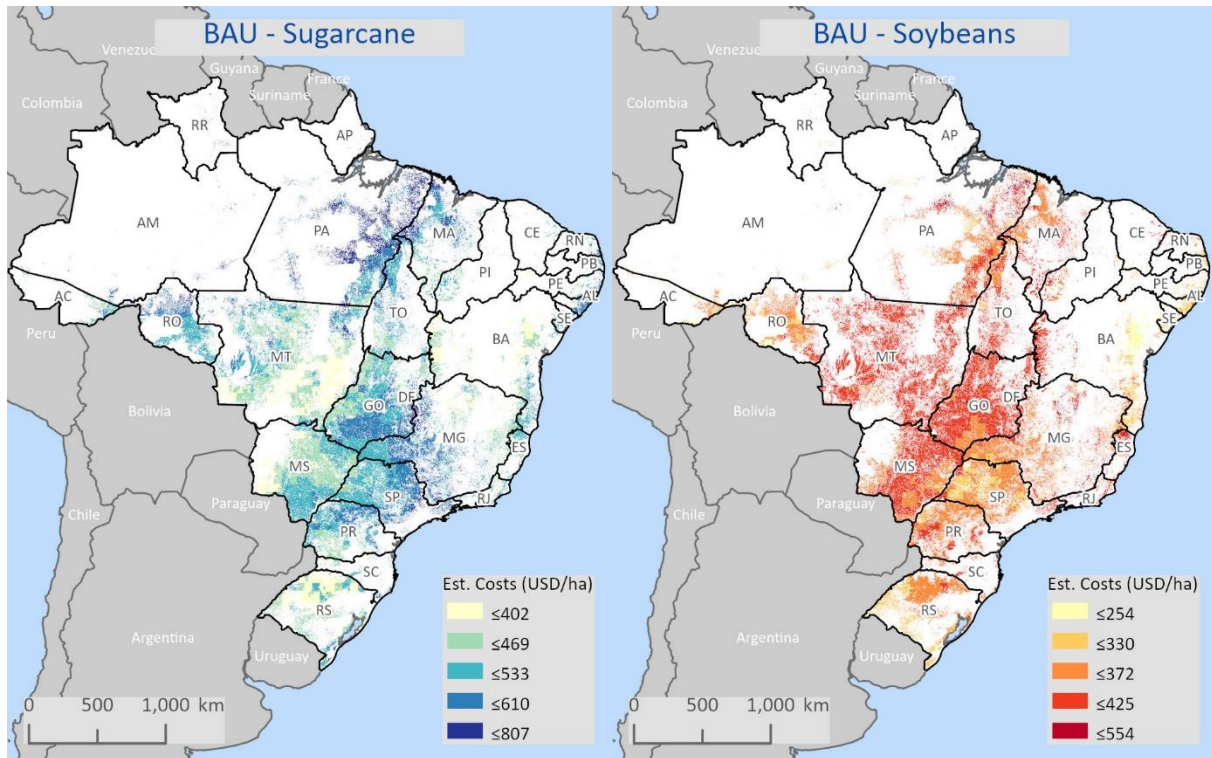 BAU - Sugarcane
Venezuel
Guyana
Suriname
France
Colombia
RR
AP
AM
PA
MA
CE
RN
PB
PE
AL
SE
PI
AC
RO
TO
BA
Peru
MT
GO
DF
Bolivia
MG
ES
MS
SP
RJ
Paraguay
Chile
PR
SC
RS
Argentina
Uruguay
Est. Costs (USD/ha)
≤402
≤469
≤533
≤610
≤807
0 500 1,000 km
BAU - Soybeans
Venezuel
Guyana
Suriname
France
Colombia
RR
AP
AM
PA
MA
CE
RN
PB
PE
AL
SE
PI
AC
RO
TO
BA
Peru
MT
GO
DF
Bolivia
MG
ES
MS
SP
RJ
Paraguay
Chile
PR
SC
RS
Argentina
Uruguay
Est. Costs (USD/ha)
≤254
≤330
≤372
≤425
≤554
0 500 1,000 km